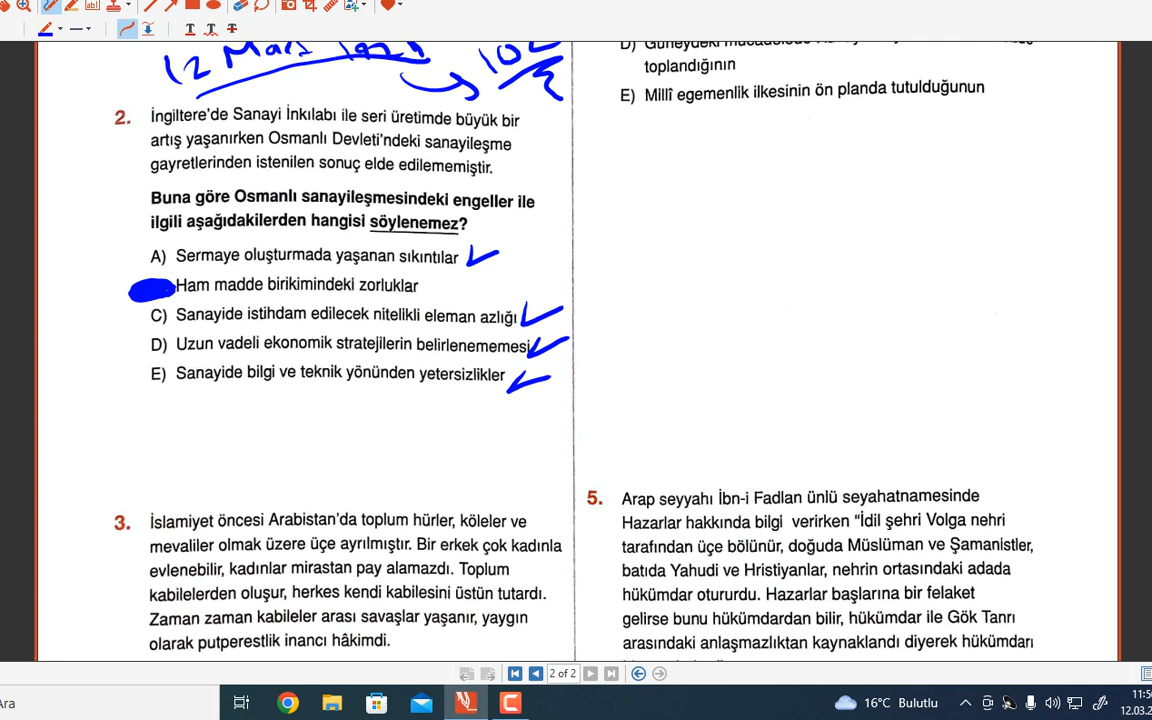 12 Mart
D) Güneydeki
toplandığının
E) Millî egemenlik ilkesinin ön planda tutulduğunun
2. İngiltere'de Sanayi İnkılabı ile seri üretimde büyük bir
artış yaşanırken Osmanlı Devleti'ndeki sanayileşme
gayretlerinden istenilen sonuç elde edilememiştir.
Buna göre Osmanlı sanayileşmesindeki engeller ile
ilgili aşağıdakilerden hangisi söylenemez?
A) Sermaye oluşturmada yaşanan sıkıntılar
Ham madde birikimindeki zorluklar
C) Sanayide istihdam edilecek nitelikli eleman azlığı
D) Uzun vadeli ekonomik stratejilerin belirlenememesi
E) Sanayide bilgi ve teknik yönünden yetersizlikler
3. İslamiyet öncesi Arabistan'da toplum hürler, köleler ve
mevaliler olmak üzere üçe ayrılmıştır. Bir erkek çok kadınla
evlenebilir, kadınlar mirastan pay alamazdı. Toplum
kabilelerden oluşur, herkes kendi kabilesini üstün tutardı.
Zaman zaman kabileler arası savaşlar yaşanır, yaygın
olarak putperestlik inancı hâkimdi.
5. Arap seyyahı İbn-i Fadlan ünlü seyahatnamesinde
Hazarlar hakkında bilgi verirken "İdil şehri Volga nehri
tarafından üçe bölünür, doğuda Müslüman ve Şamanistler,
batıda Yahudi ve Hristiyanlar, nehrin ortasındaki adada
hükümdar otururdu. Hazarlar başlarına bir felaket
gelirse bunu hükümdardan bilir, hükümdar ile Gök Tanrı
arasındaki anlaşmazlıktan kaynaklandı diyerek hükümdarı
2 of 2
Ara
16°C Bulutlu
11:5
12.03.2